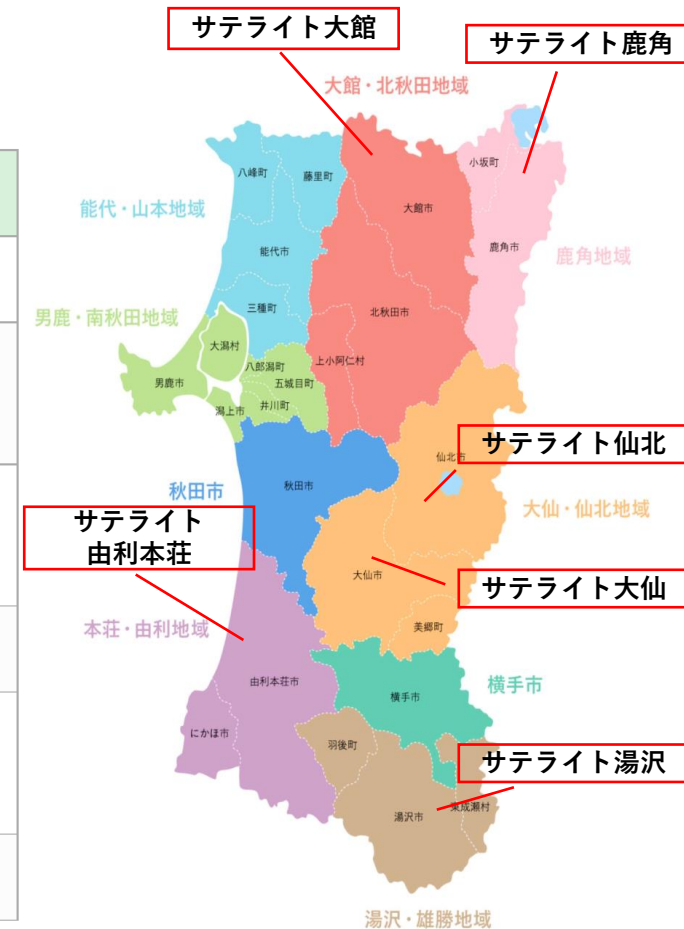 サテライト大館
サテライト鹿角
大館・北秋田地域
小坂町
八峰町
藤里町
能代・山本地域
大館市
鹿角市
鹿角地域
能代市
三種町
北秋田市
男鹿・南秋田地域
大潟村
八郎潟町
上小阿仁村
男鹿市
五城目町
潟上市
井川町
サテライト仙北
仙北市
秋田市
秋田市
大仙・仙北地域
サテライト
由利本荘
大仙市
サテライト大仙
本荘・由利地域
美郷町
由利本荘市
横手市
横手市
にかほ市
羽後町
サテライト湯沢
東成瀬村
湯沢市
湯沢・雄勝地域